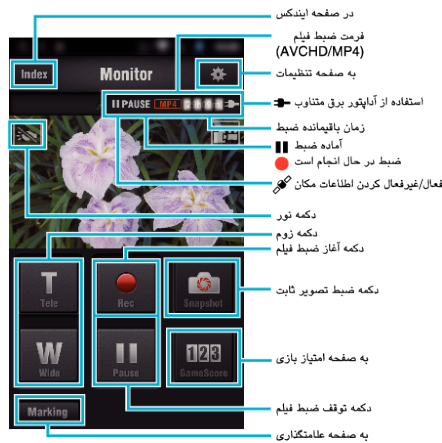 در صفحه ایندکس
فرمت ضبط فیلم
(AVCHD/MP4)
Index
Monitor
به صفحه تنظیمات
PAUSE MP4
استفاده از آداپتور برق متناوب
زمان باقیمانده ضبط
آماده ضبط
ضبط در حال انجام است
فعال/غیرفعال کردن اطلاعات مکان
دکمه نور
دکمه زوم
دکمه آغاز ضبط فیلم
T
Tele
Rec
Snapshot
دکمه ضبط تصویر ثابت
W
Wide
Pause
123
GameScore
به صفحه امتیاز بازی
دکمه توقف ضبط فیلم
Marking
به صفحه علامتگذاری